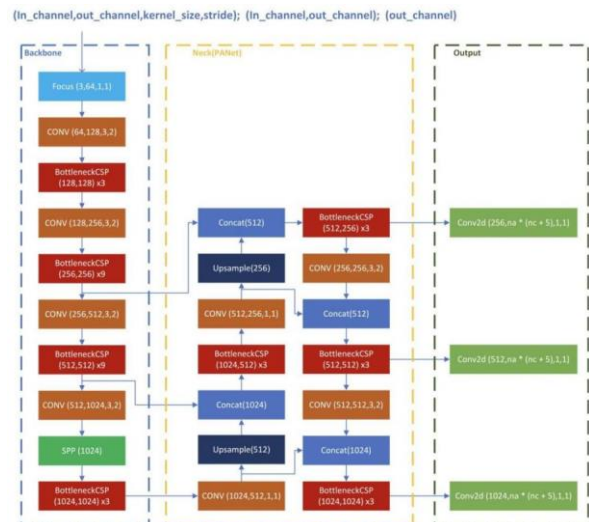 (In_channel,out_channel,kernel_size,stride); (In_channel,out_channel); (out_channel)
Backbone
Focus (3,64,1,1)
CONV (64,128,3,2)
BottleneckCSP
(128,128) x3
CONV (128,256,3,2)
BottleneckCSP
(256,256) x9
CONV (256,512,3,2)
BottleneckCSP
(512,512) x9
CONV (512,1024,3,2)
SPP (1024)
BottleneckCSP
(1024,1024) x3
Neck(PANet)
Concat(512)
Upsample(256)
CONV (512,256,1,1)
BottleneckCSP
(1024,512) x3
Concat(1024)
Upsample(512)
CONV (1024,512,1,1)
BottleneckCSP
(512,256) x3
CONV (256,256,3,2)
Concat(512)
BottleneckCSP
(512,512) x3
CONV (512,512,3,2)
Concat(1024)
BottleneckCSP
(1024,1024) x3
Output
Conv2d (256,na * (nc + 5),1,1)
Conv2d (512,na * (nc + 5),1,1)
Conv2d (1024,na * (nc + 5),1,1)